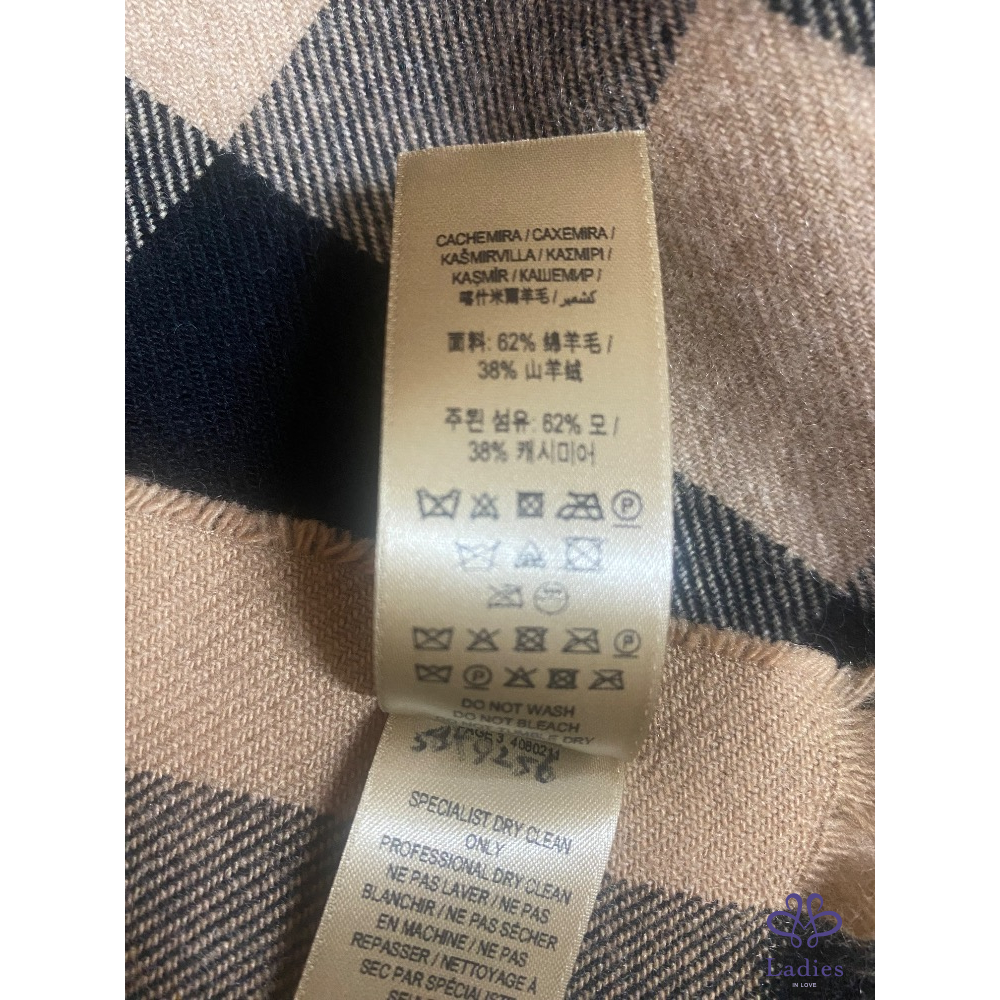 CACHEMIRA / CAXEMIRA /
KAŠMIRVILLA / ΚΑΣΜΙΡΙ /
KAŞMİR / КАШЕМИР /
喀什米爾羊毛 / كشمير
面料: 62% 绵羊毛 /
38% 山羊绒
주된 섬유: 62% 모 /
38% 캐시미어
P
P
P
DO NOT WASH
DO NOT BLEACH
DRY
3 4080211
SPECIALIST DRY CLEAN
ONLY
PROFESSIONAL DRY CLEAN
NE PAS LAVER / NE PAS
BLANCHIR / NE PAS SÉCHER
EN MACHINE / NE PAS
REPASSER / NETTOYAGE À
SEC PAR
Ladies
IN LOVE